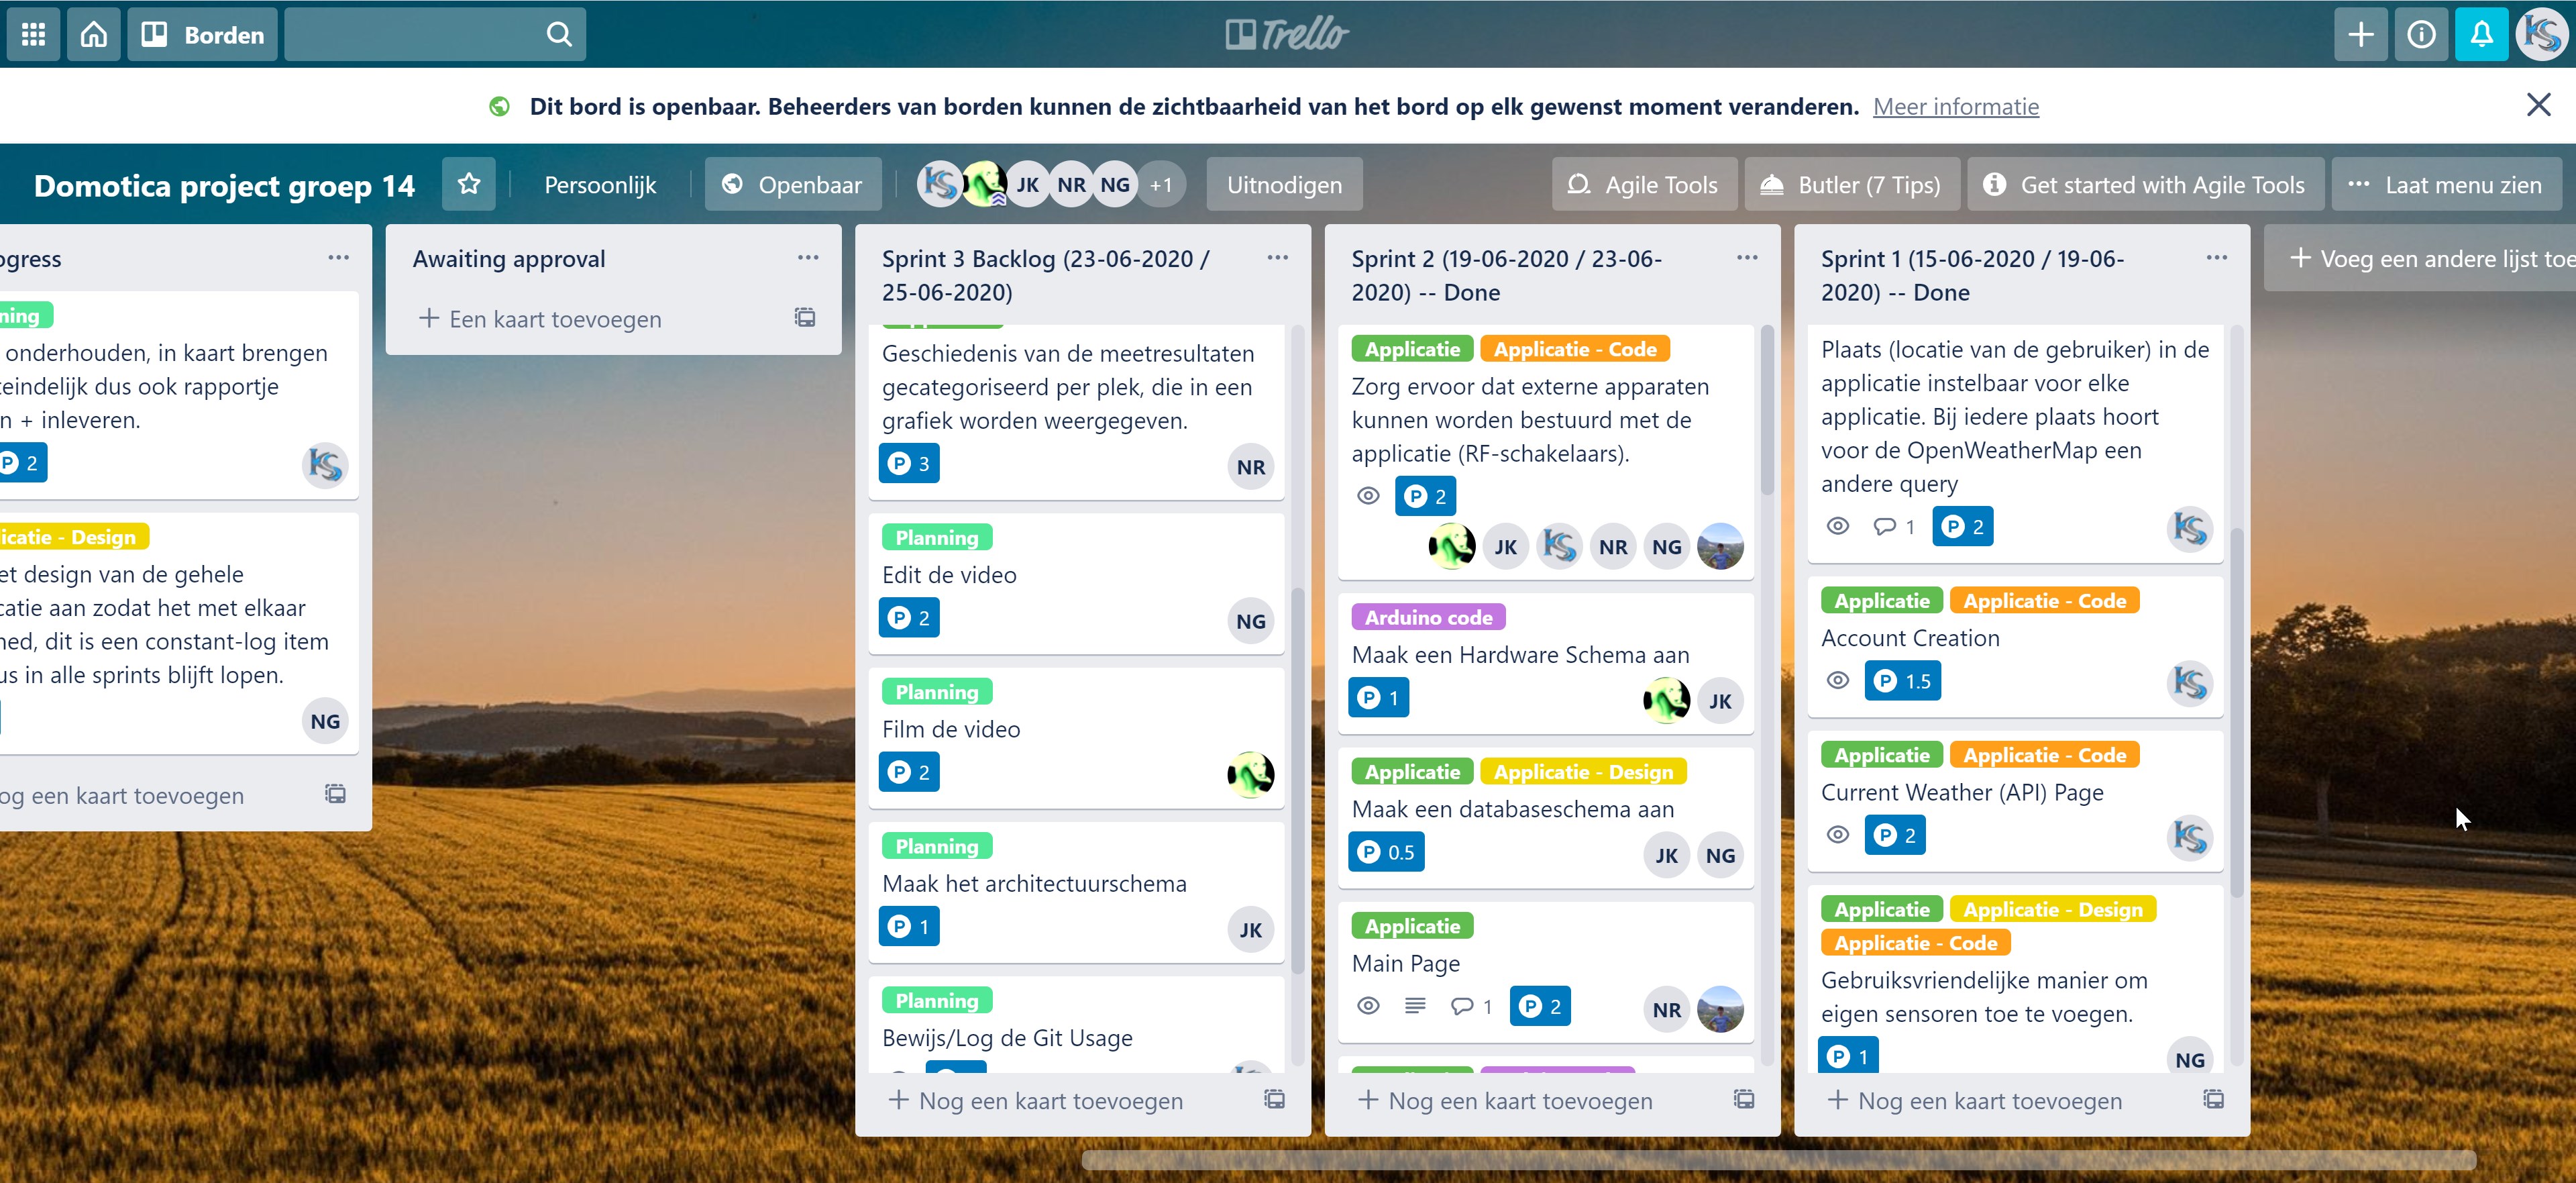 Borden
Trello
Dit bord is openbaar. Beheerders van borden kunnen de zichtbaarheid van het bord op elk gewenst moment veranderen. Meer informatie
Domotica project groep 14
Persoonlijk
Openbaar
JK NR NG +1
Uitnodigen
Agile Tools
Butler (7 Tips)
Get started with Agile Tools
Laat menu zien
ogress
ning
onderhouden, in kaart brengen
eindelijk dus ook rapportje
n + inleveren.
P 2
icatie - Design
et design van de gehele
catie aan zodat het met elkaar
ned, dit is een constant-log item
us in alle sprints blijft lopen.
NG
og een kaart toevoegen
Awaiting approval
Een kaart toevoegen
Sprint 3 Backlog (23-06-2020 /
25-06-2020)
Geschiedenis van de meetresultaten
gecategoriseerd per plek, die in een
grafiek worden weergegeven.
P 3 NR
Planning
Edit de video
P 2 NG
Planning
Film de video
P 2
Planning
Maak het architectuurschema
P 1 JK
Planning
Bewijs/Log de Git Usage
Nog een kaart toevoegen
Sprint 2 (19-06-2020 / 23-06-
2020) -- Done
Applicatie Applicatie - Code
Zorg ervoor dat externe apparaten
kunnen worden bestuurd met de
applicatie (RF-schakelaars).
P 2
JK KS NR NG
Arduino code
Maak een Hardware Schema aan
P 1 JK
Applicatie Applicatie - Design
Maak een databaseschema aan
P 0.5 JK NG
Applicatie
Main Page
1 P 2 NR
Nog een kaart toevoegen
Sprint 1 (15-06-2020 / 19-06-
2020) -- Done
Plaats (locatie van de gebruiker) in de
applicatie instelbaar voor elke
applicatie. Bij iedere plaats hoort
voor de OpenWeatherMap een
andere query
1 P 2 KS
Applicatie Applicatie - Code
Account Creation
P 1.5 KS
Applicatie Applicatie - Code
Current Weather (API) Page
P 2 KS
Applicatie Applicatie - Design
Applicatie - Code
Gebruiksvriendelijke manier om
eigen sensoren toe te voegen.
P 1 NG
Nog een kaart toevoegen
Voeg een andere lijst toe